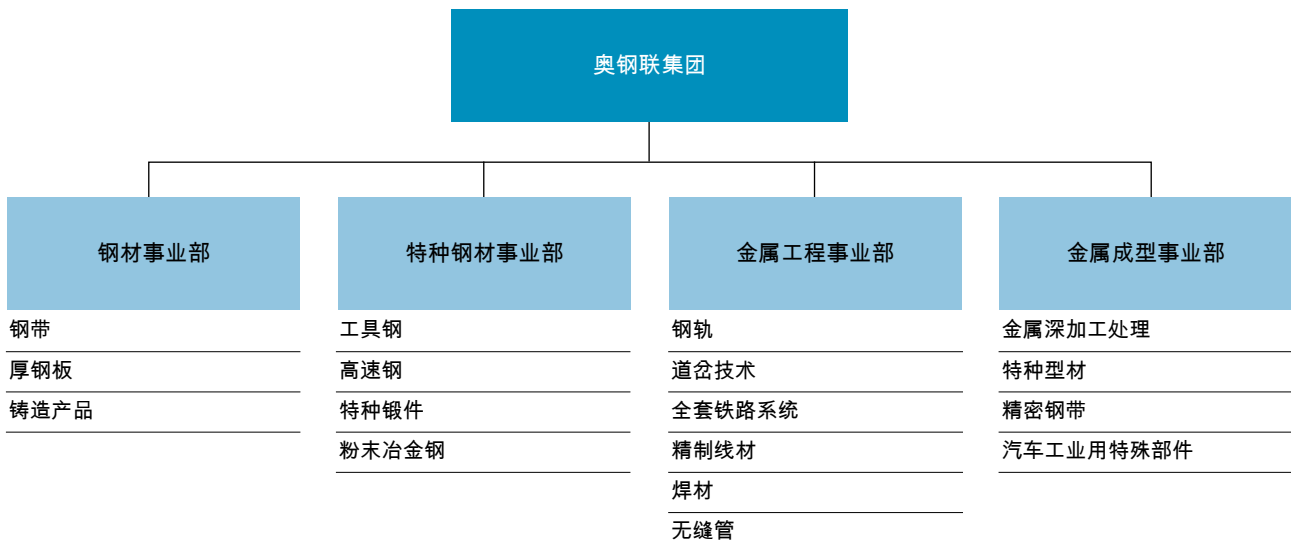 奥钢联集团
钢材事业部
钢带
厚钢板
铸造产品
特种钢材事业部
工具钢
高速钢
特种锻件
粉末冶金钢
金属工程事业部
钢轨
道岔技术
全套铁路系统
精制线材
焊材
无缝管
金属成型事业部
金属深加工处理
特种型材
精密钢带
汽车工业用特殊部件